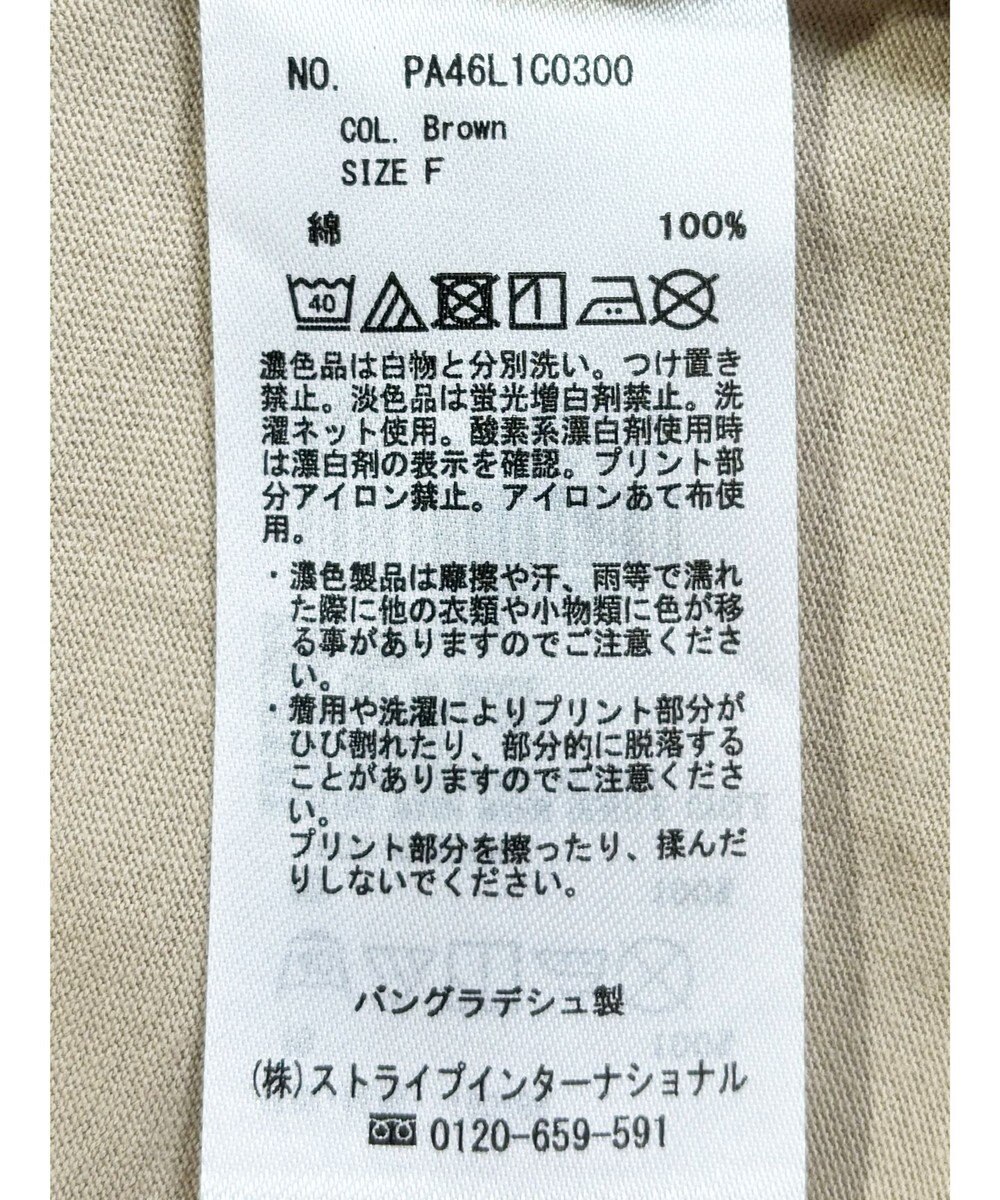 NO. PA46L1C0300
COL. Brown
SIZE F
綿 100%
40
濃色品は白物と分別洗い。つけ置き
禁止。淡色品は蛍光増白剤禁止。洗
濯ネット使用。酸素系漂白剤使用時
は漂白剤の表示を確認。プリント部
分アイロン禁止。アイロンあて布使
用。
・濃色製品は摩擦や汗、雨等で濡れ
た際に他の衣類や小物類に色が移
る事がありますのでご注意くださ
い。
・着用や洗濯によりプリント部分が
ひび割れたり、部分的に脱落する
ことがありますのでご注意くださ
い。
プリント部分を擦ったり、揉んだ
りしないでください。
バングラデシュ製
(株)ストライプインターナショナル
0120-659-591